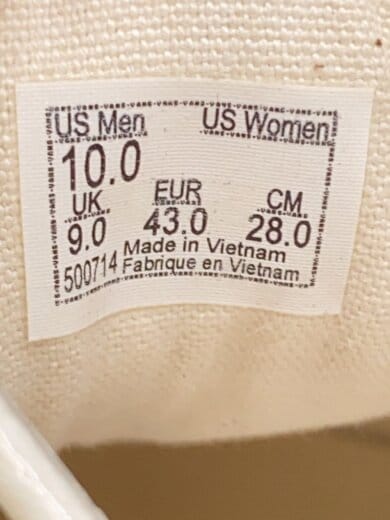 US Men US Women
10.0
UK EUR CM
9.0 43.0 28.0
Made in Vietnam
500714 Fabrique en Vietnam